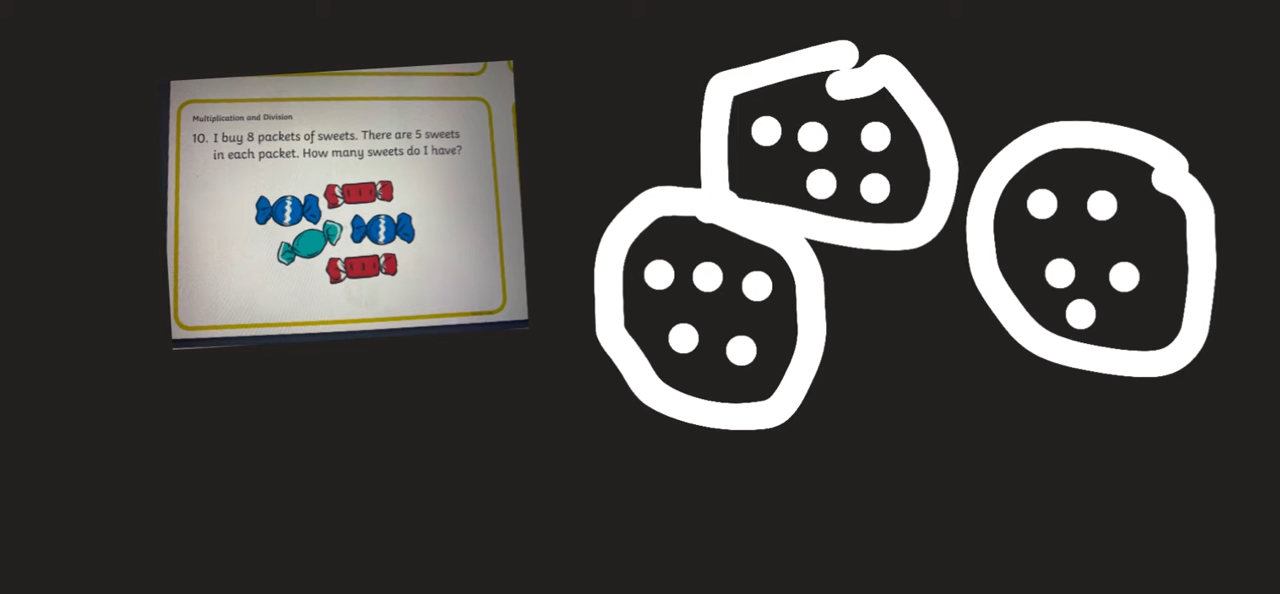 Multiplication and Division
10. I buy 8 packets of sweets. There are 5 sweets
in each packet. How many sweets do I have?